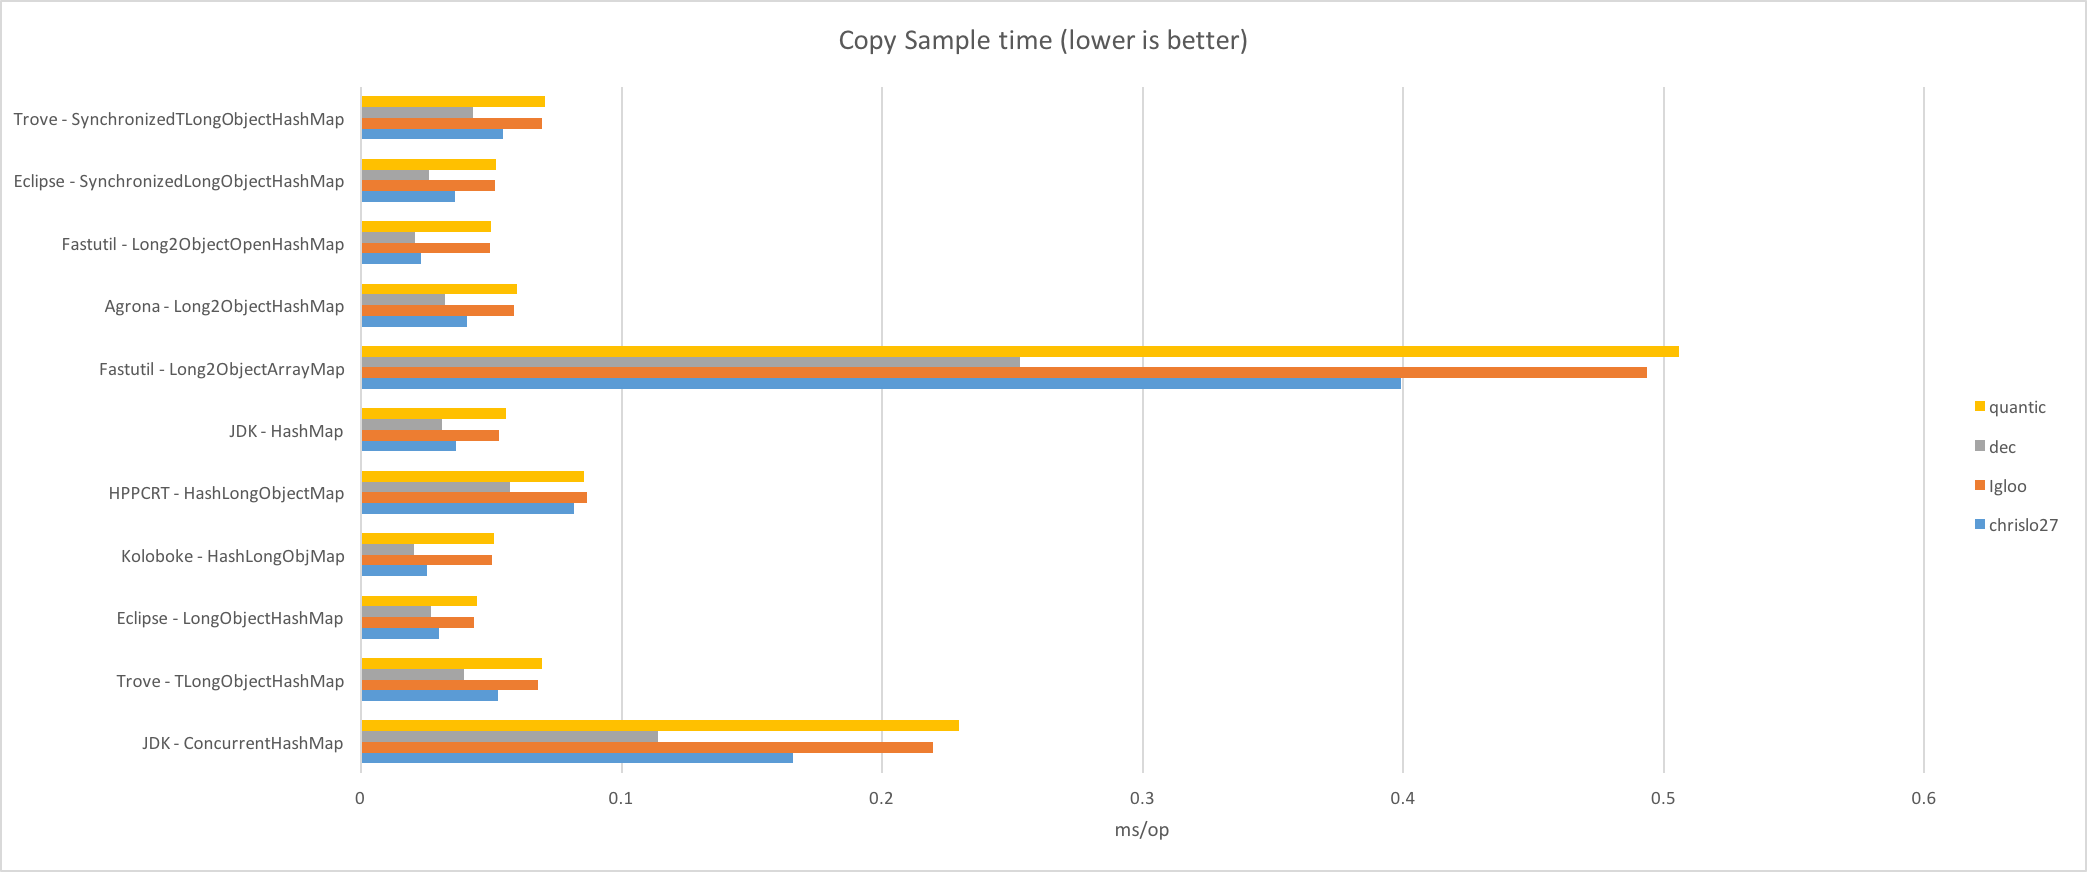 Copy Sample time (lower is better)
Trove - SynchronizedTLongObjectHashMap
Eclipse - SynchronizedLongObjectHashMap
Fastutil - Long2ObjectOpenHashMap
Agrona - Long2ObjectHashMap
Fastutil - Long2ObjectArrayMap
JDK - HashMap
HPPCRT - HashLongObjectMap
Koloboke - HashLongObjMap
Eclipse - LongObjectHashMap
Trove - TLongObjectHashMap
JDK - ConcurrentHashMap
0 0.1 0.2 0.3 0.4 0.5 0.6
ms/op
quantic
dec
Igloo
chrislo27